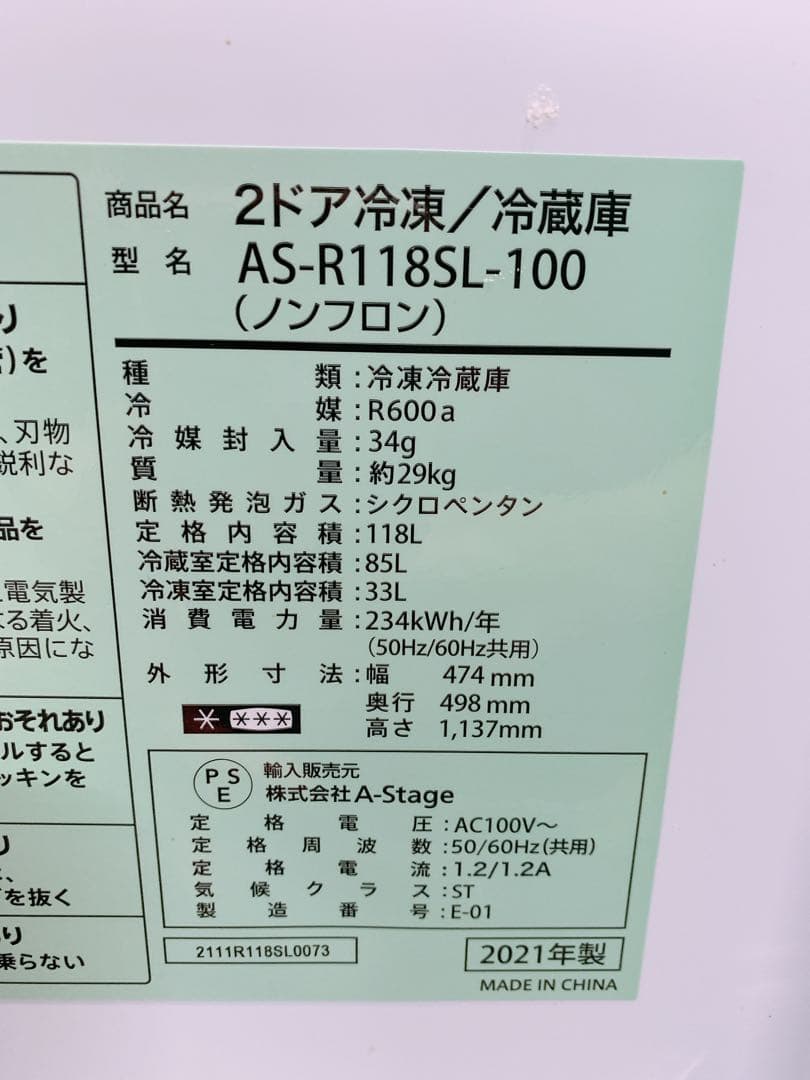 り
)を
、刃物
鋭利な
品を
電気製
よる着火、
原因にな
おそれあり
ルすると
ッキンを
り
を抜く
あり
乗らない
商品名 2ドア冷凍/冷蔵庫
型名 AS-R118SL-100
(ノンフロン)
種類:冷凍冷蔵庫
冷媒:R600a
冷媒封入量:34g
質量:約29kg
断熱発泡ガス:シクロペンタン
定格内容積:118L
冷蔵室定格内容積:85L
冷凍室定格内容積:33L
消費電力量:234kWh/年
(50Hz/60Hz共用)
外形寸法:幅 474mm
奥行 498mm
高さ 1,137mm
PSE
輸入販売元
株式会社A-Stage
定格電圧:AC100V～
定格周波数:50/60Hz(共用)
定格電流:1.2/1.2A
気候クラス:ST
製造番号:E-01
2111R118SL0073
2021年製
MADE IN CHINA